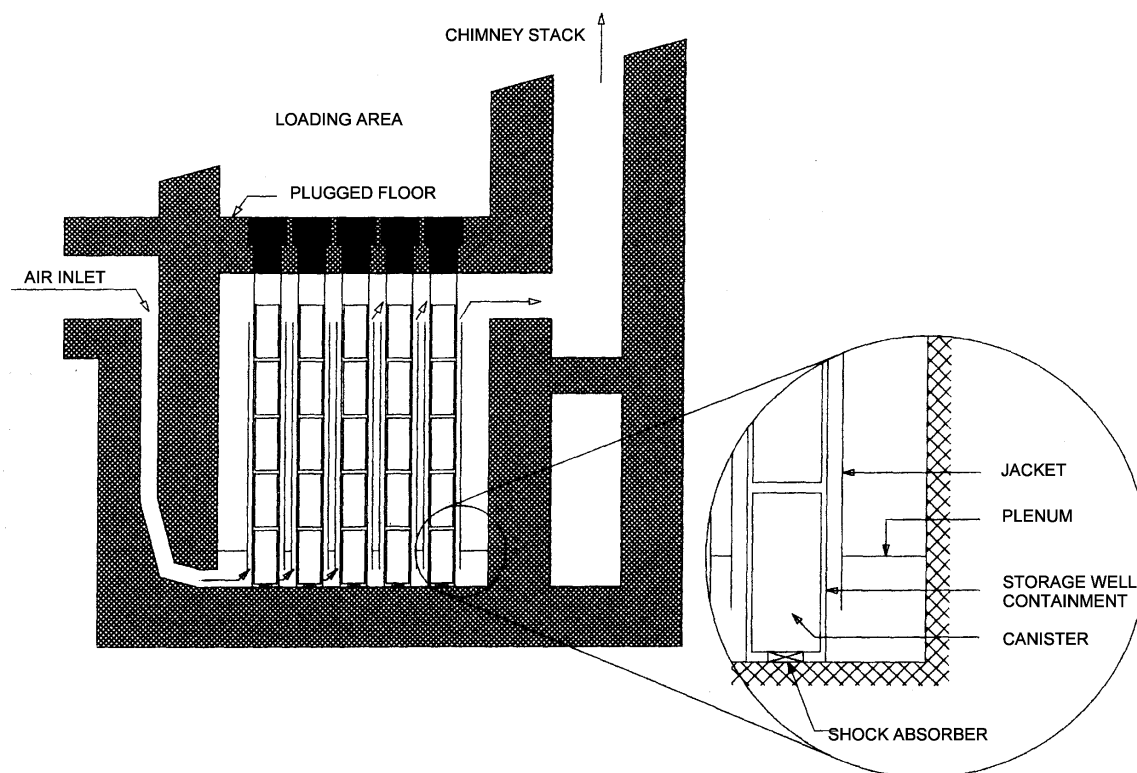 CHIMNEY STACK
LOADING AREA
PLUGGED FLOOR
AIR INLET
JACKET
PLENUM
STORAGE WELL
CONTAINMENT
CANISTER
SHOCK ABSORBER